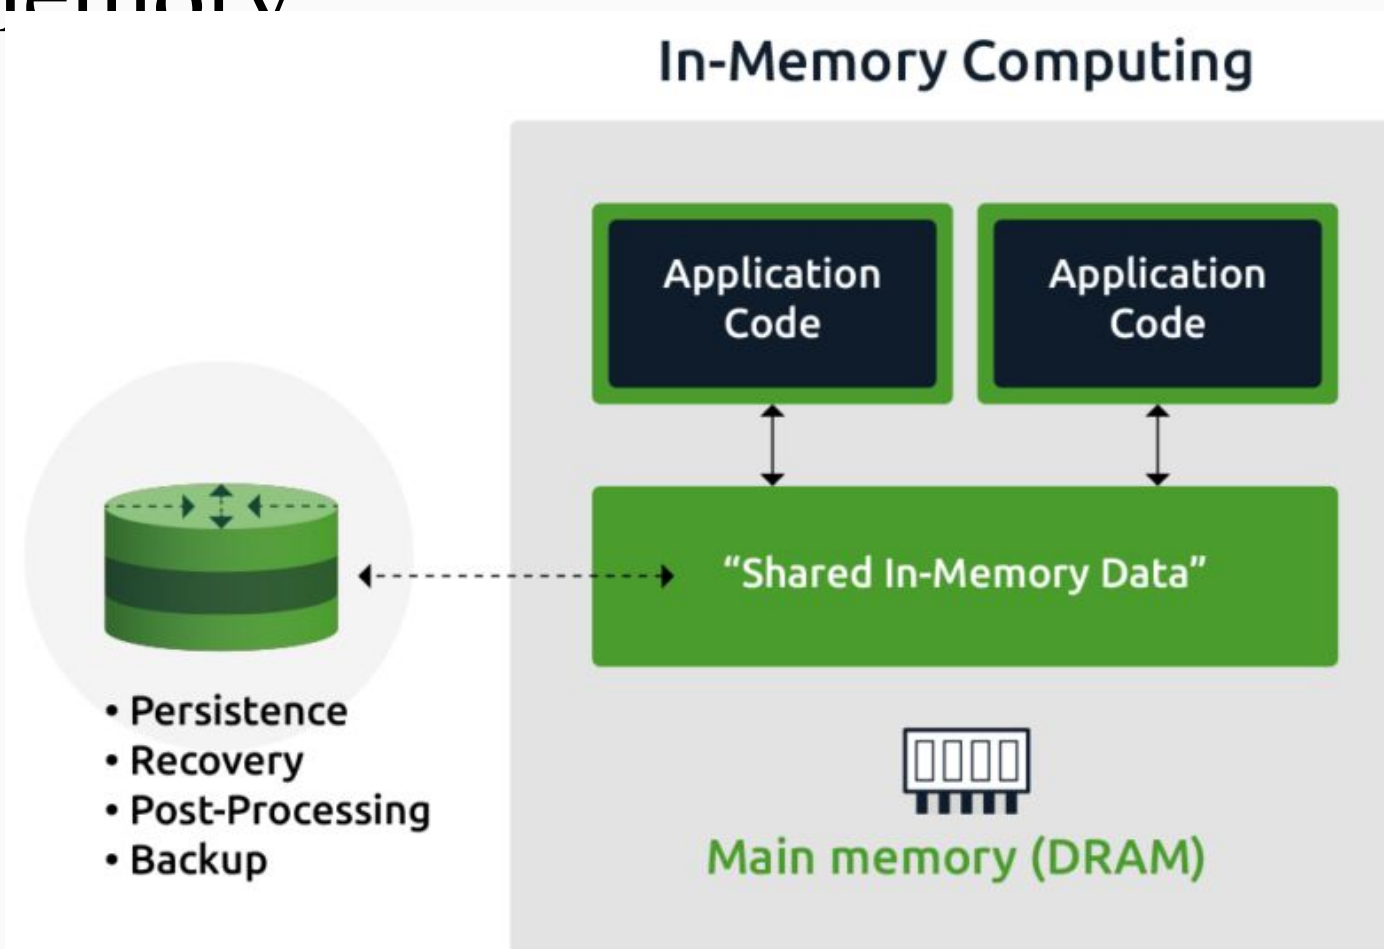 In-Memory Computing
Application
Code
Application
Code
“Shared In-Memory Data”
• Persistence
• Recovery
• Post-Processing
• Backup
Main memory (DRAM)